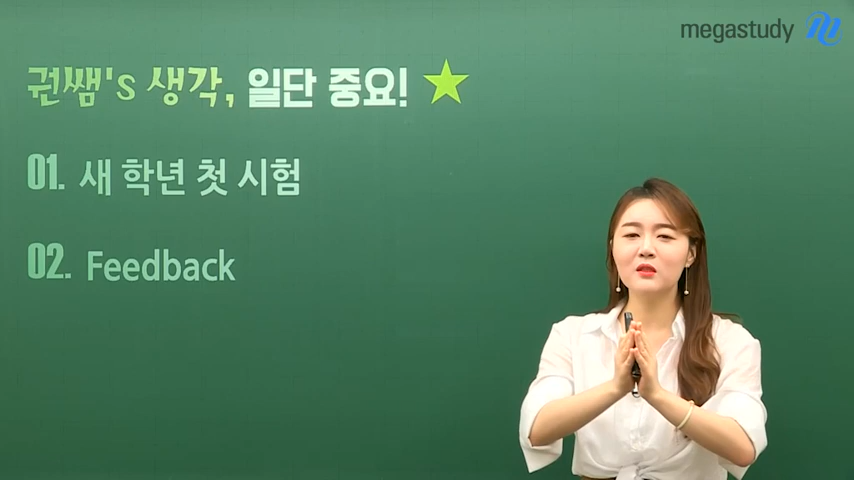 megastudy
권쌤's 생각, 일단 중요!
01. 새 학년 첫 시험
02. Feedback